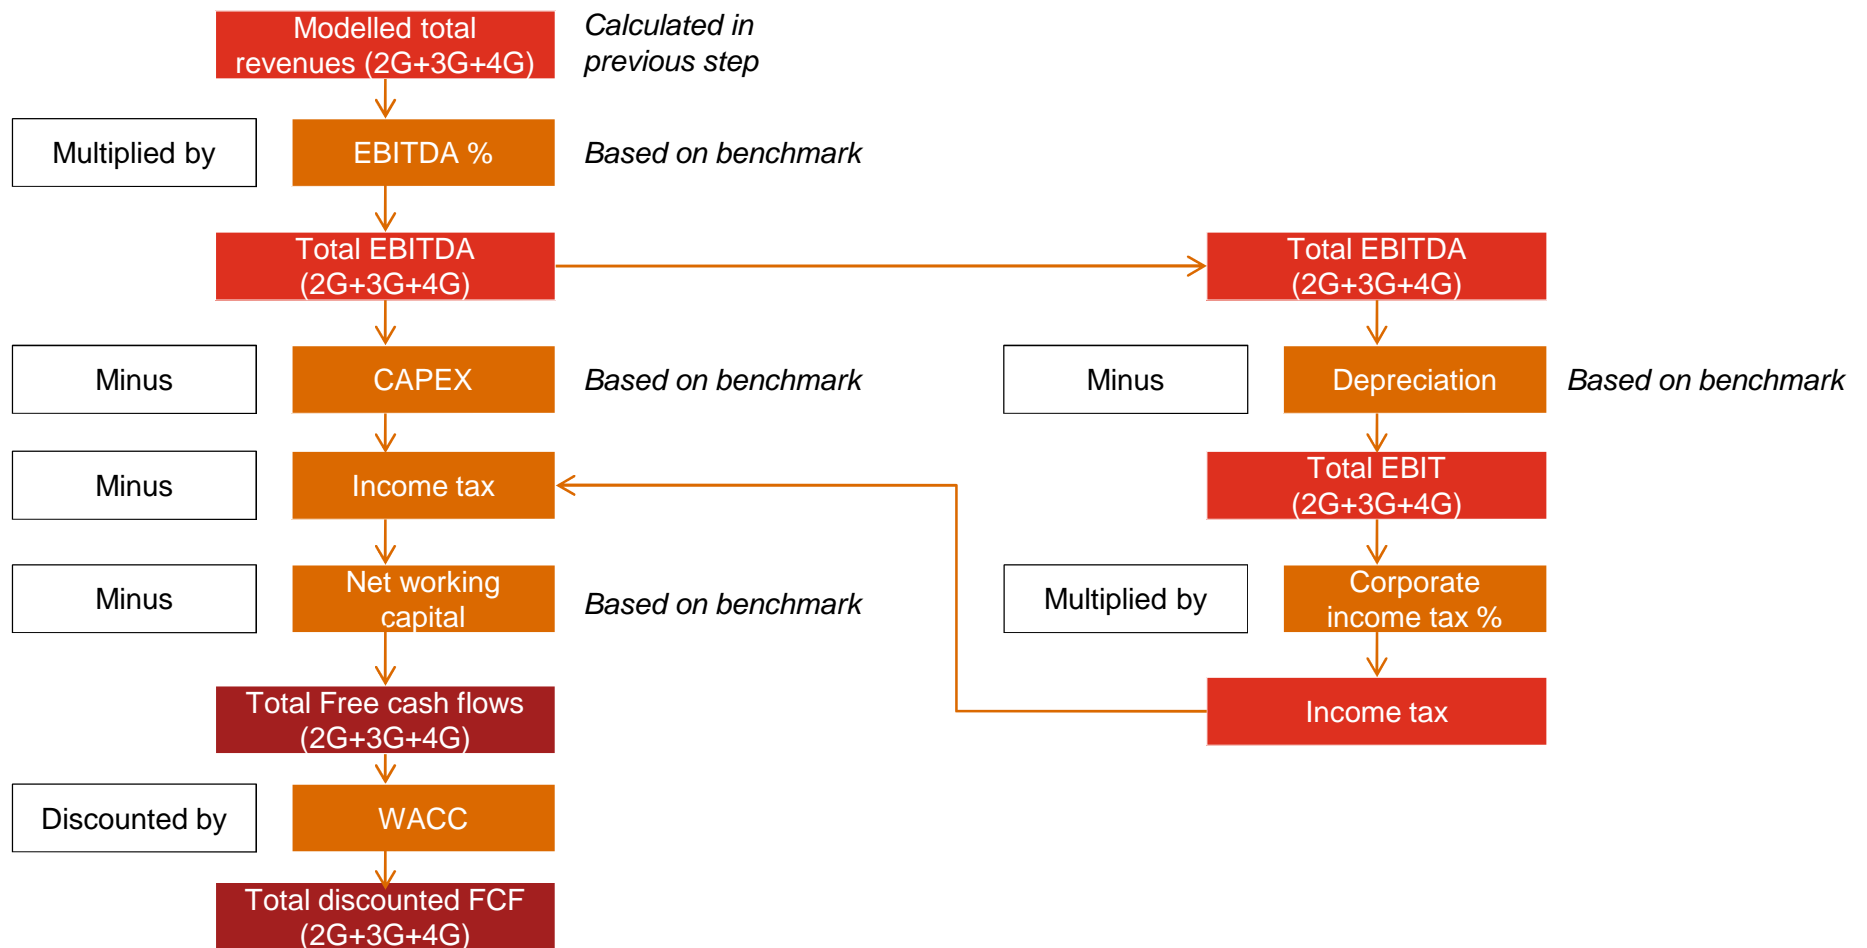 Modelled total
revenues (2G+3G+4G)
Calculated in
previous step
Multiplied by
EBITDA %
Based on benchmark
Total EBITDA
(2G+3G+4G)
Total EBITDA
(2G+3G+4G)
Minus
CAPEX
Based on benchmark
Minus
Depreciation
Based on benchmark
Minus
Income tax
Total EBIT
(2G+3G+4G)
Minus
Net working
capital
Based on benchmark
Multiplied by
Corporate
income tax %
Total Free cash flows
(2G+3G+4G)
Income tax
Discounted by
WACC
Total discounted FCF
(2G+3G+4G)